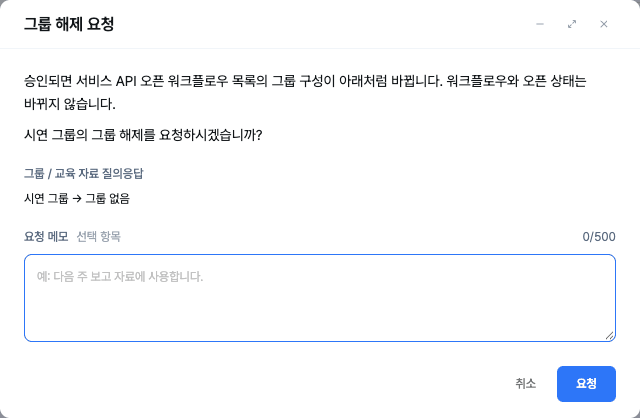 그룹 해제 요청
승인되면 서비스 API 오픈 워크플로우 목록의 그룹 구성이 아래처럼 바뀝니다. 워크플로우와 오픈 상태는
바뀌지 않습니다.
시연 그룹의 그룹 해제를 요청하시겠습니까?
그룹 / 교육 자료 질의응답
시연 그룹 → 그룹 없음
요청 메모 선택 항목 0/500
예: 다음 주 보고 자료에 사용합니다.
취소 요청